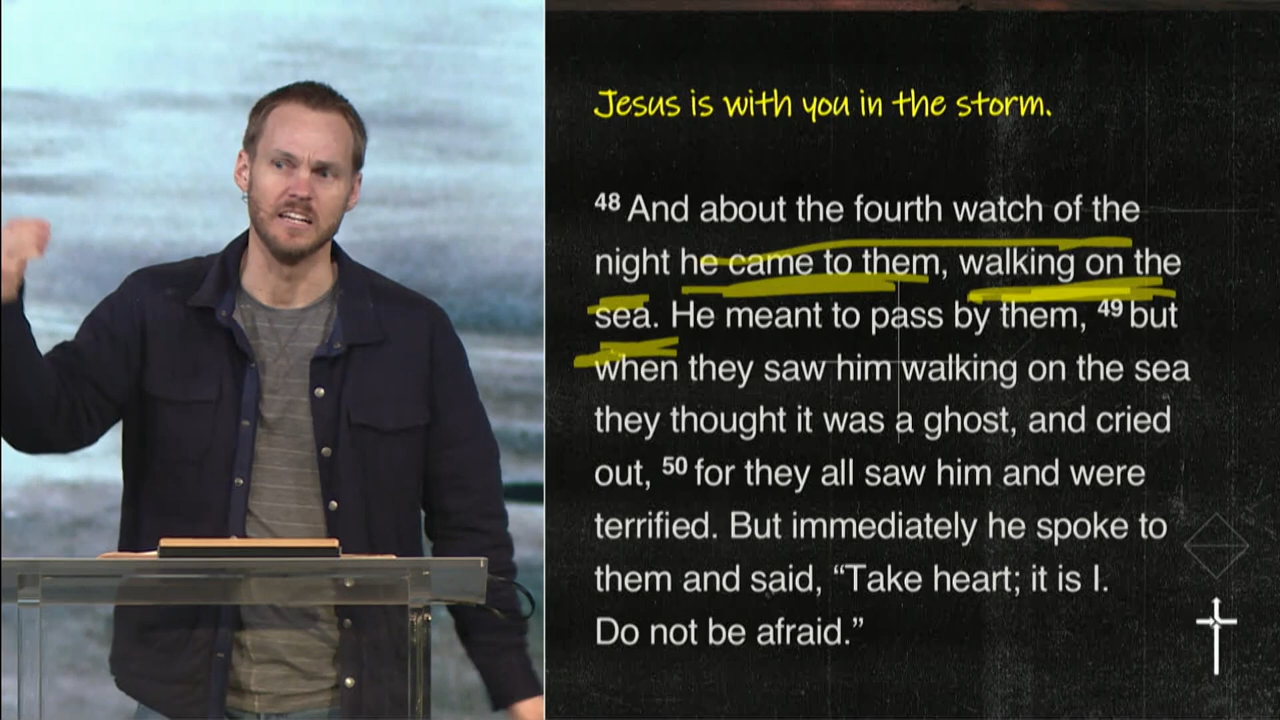 Jesus is with you in the storm.
48 And about the fourth watch of the
night he came to them, walking on the
sea. He meant to pass by them, 49 but
when they saw him walking on the sea
they thought it was a ghost, and cried
out, 50 for they all saw him and were
terrified. But immediately he spoke to
them and said, “Take heart; it is I.
Do not be afraid.”